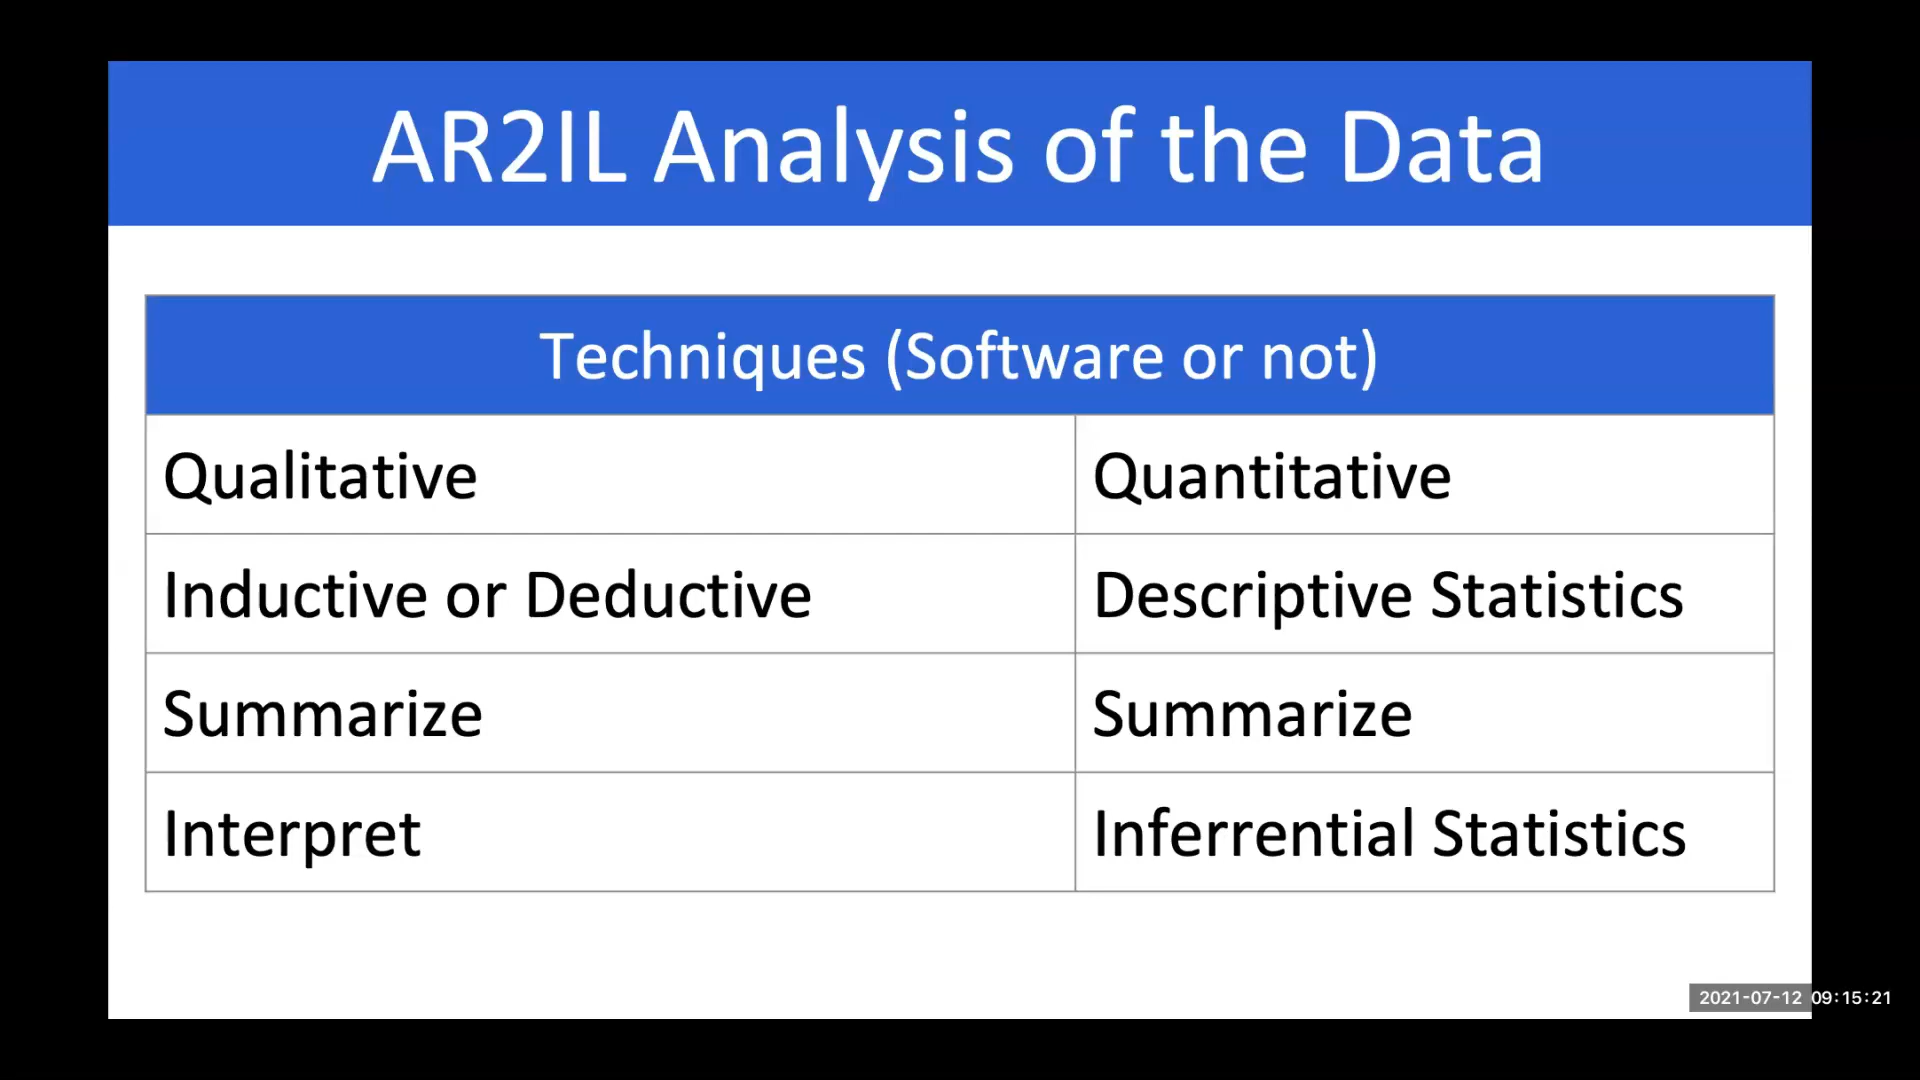 AR2IL Analysis of the Data
Techniques (Software or not)
Qualitative
Quantitative
Inductive or Deductive
Descriptive Statistics
Summarize
Summarize
Interpret
Inferrential Statistics
2021-07-12 09:15:21